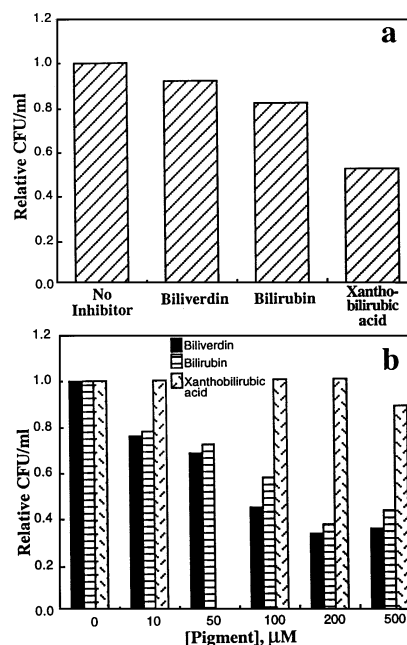 a
Relative CFU/ml
1.2
1.0
0.8
0.6
0.4
0.2
0.0
No Inhibitor
Biliverdin
Bilirubin
Xantho-bilirubic acid
b
Biliverdin
Bilirubin
Xanthobilirubic acid
Relative CFU/ml
1.2
1.0
0.8
0.6
0.4
1.2
0.0
0
10
50
100
200
500
[Pigment], μM